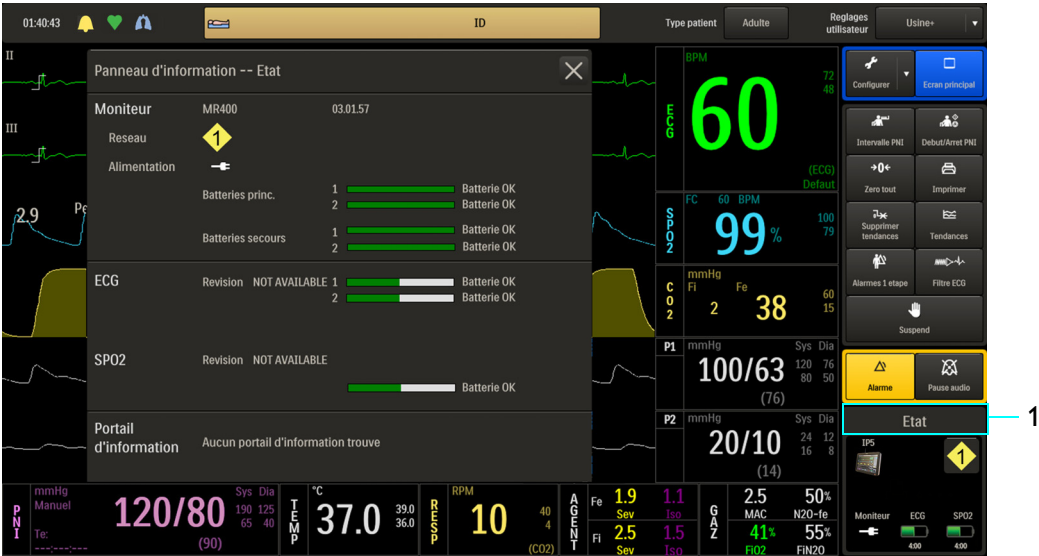 01:40:43
ID
Type patient
Adulte
Reglages utilisateur
Usine+
II
III
2.9
Pe
Panneau d'information -- Etat
Moniteur MR400 03.01.57
Reseau 1
Alimentation
Batteries princ. 1 Batterie OK
2 Batterie OK
Batteries secours 1 Batterie OK
2 Batterie OK
ECG Revision NOT AVAILABLE 1 Batterie OK
2 Batterie OK
SPO2 Revision NOT AVAILABLE
Batterie OK
Portail d'information Aucun portail d'information trouve
ECG
BPM
60
72
48
(ECG)
Defaut
SPO2
FC 60 BPM
99 %
100
79
CO2
mmHg
Fi Fe
2 38
60
15
P1 mmHg Sys Dia
100/63
120 76
80 50
(76)
P2 mmHg Sys Dia
20/10
24 12
16 8
(14)
Configurer
Ecran principal
Intervalle PNI
Debut/Arret PNI
→0←
Zero tout
Imprimer
Supprimer tendances
Tendances
Alarmes 1 etape
Filtre ECG
Suspend
Alarme
Pause audio
Etat
1
IP5
1
Moniteur ECG SPO2
4:00 4:00
PNI
mmHg
Manuel
Te:
---:---:---
120/80
Sys Dia
190 125
65 40
(90)
TEMP
°C
37.0
39.0
36.0
RESP
RPM
10
40
4
(CO2)
AGENT
Fe 1.9 1.1
Sev Iso
Fi 2.5 1.5
Sev Iso
GAZ
2.5 50%
MAC N2O-fe
41% 55%
FiO2 FiN2O